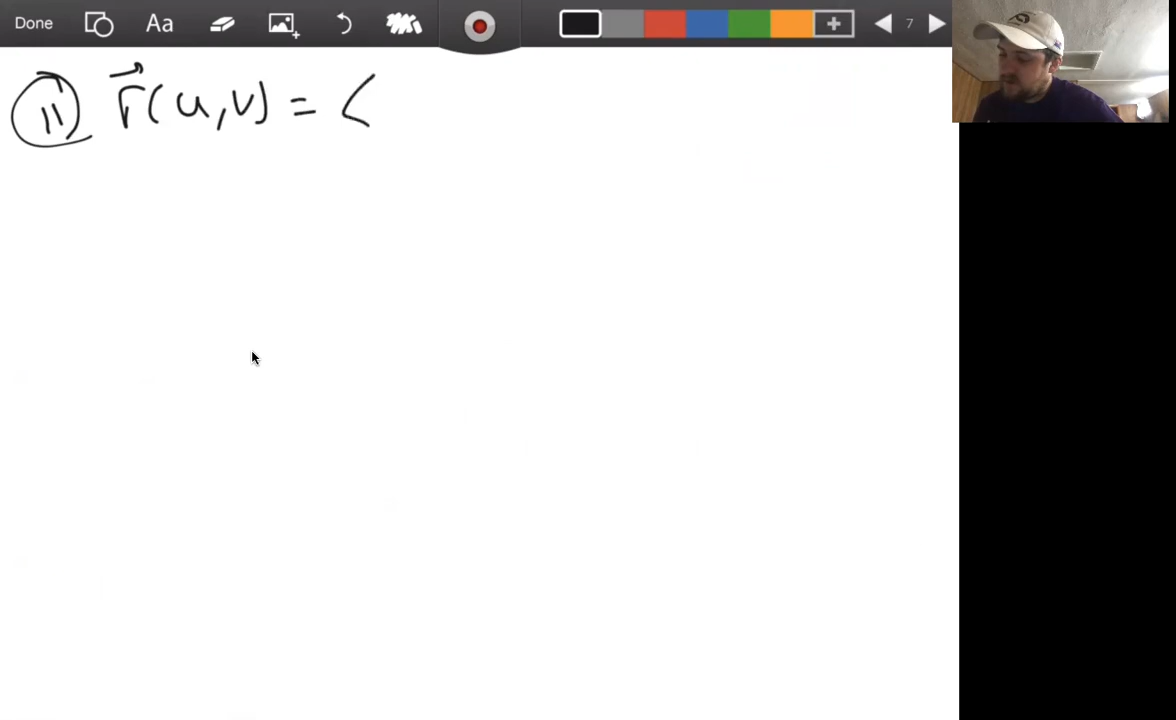 Done Aa 7
11 r⃗(u,v) = <